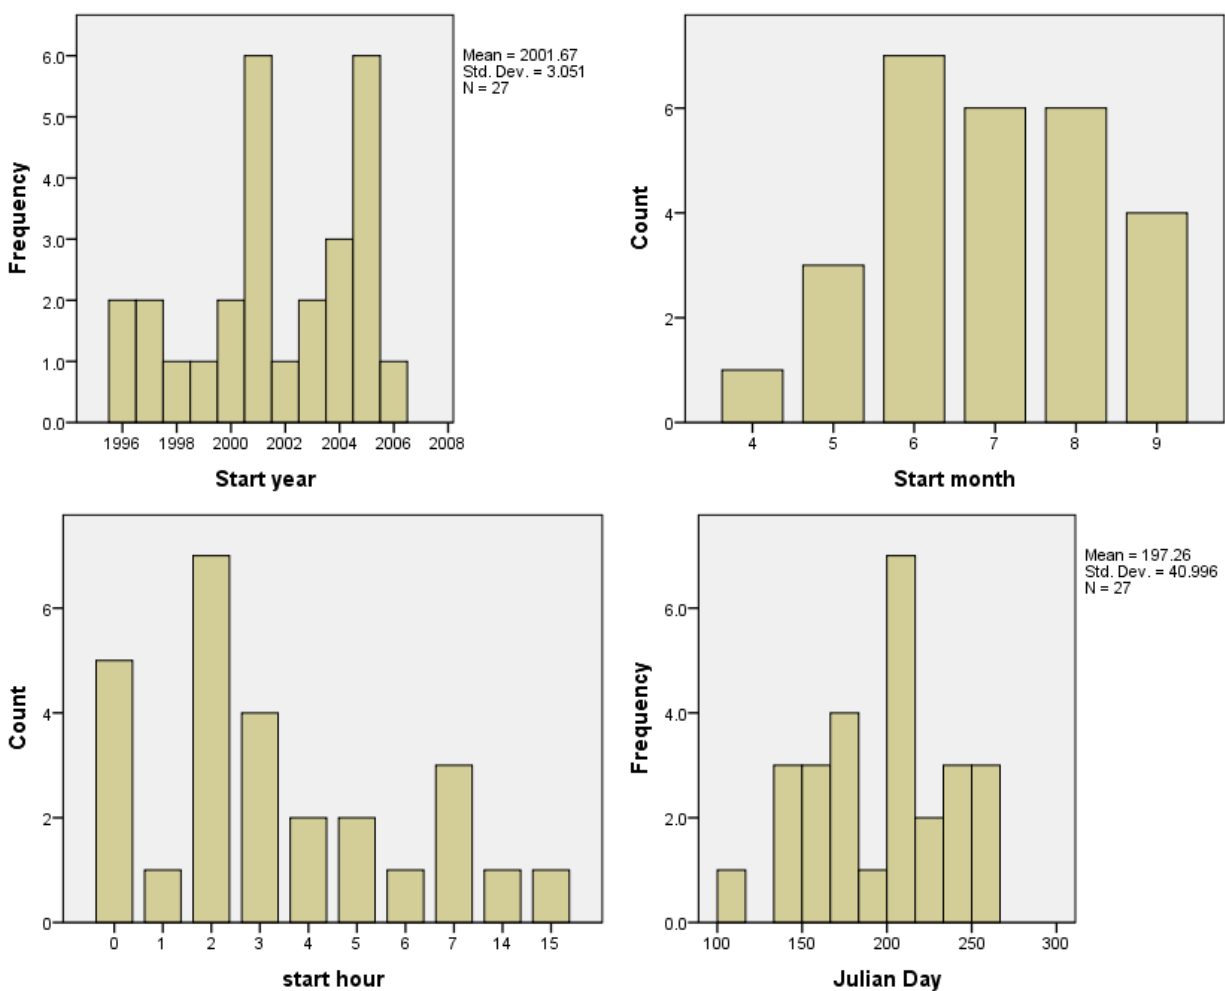 Frequency
6.0
5.0
4.0
3.0
2.0
1.0
0.0
1996 1998 2000 2002 2004 2006 2008
Start year
Mean = 2001.67
Std. Dev. = 3.051
N = 27
Count
6
4
2
0
4 5 6 7 8 9
Start month
Count
6
4
2
0
0 1 2 3 4 5 6 7 14 15
start hour
Frequency
6.0
4.0
2.0
0.0
100 150 200 250 300
Julian Day
Mean = 197.26
Std. Dev. = 40.996
N = 27